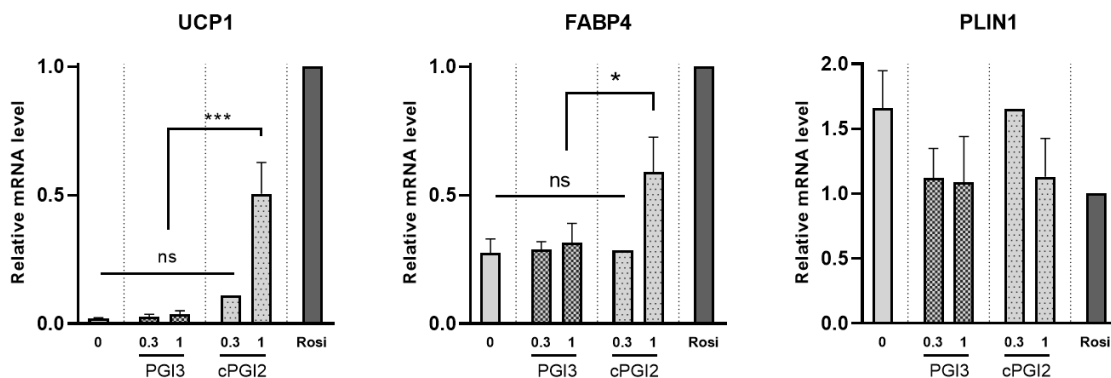 UCP1
Relative mRNA level
1.0
0.5
0.0
***
ns
0 0.3 1 0.3 1 Rosi
PGI3 cPGI2
FABP4
Relative mRNA level
1.0
0.5
0.0
*
ns
0 0.3 1 0.3 1 Rosi
PGI3 cPGI2
PLIN1
Relative mRNA level
2.0
1.5
1.0
0.5
0.0
0 0.3 1 0.3 1 Rosi
PGI3 cPGI2